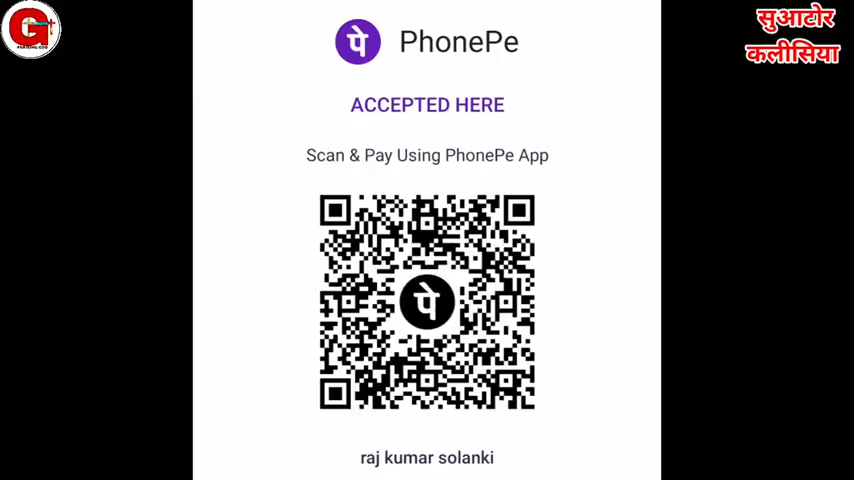 सुआटोर
कलीसिया
पे PhonePe
ACCEPTED HERE
Scan & Pay Using PhonePe App
पे
raj kumar solanki